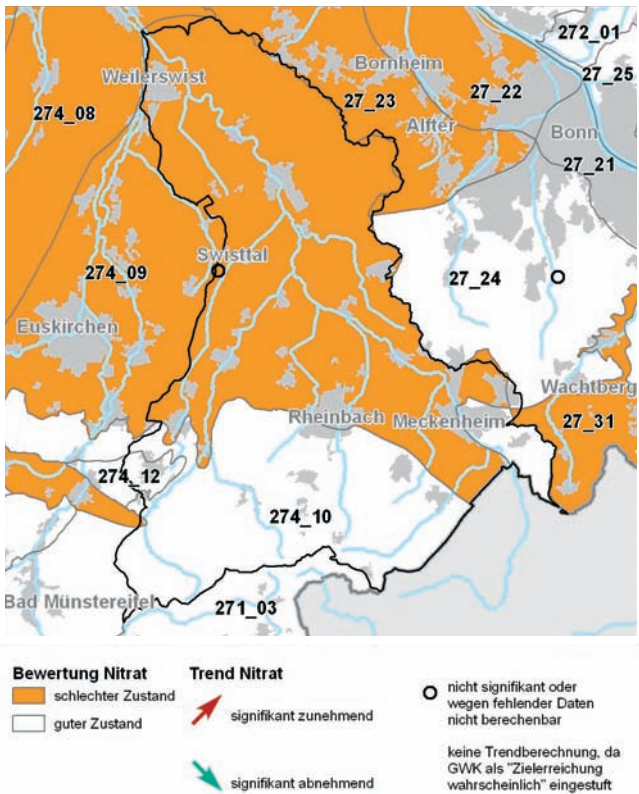 272_01
Bornheim
27_25
Weilerswist
27_22
274_08
27_23
Alfter
Bonn
27_21
Swisttal
274_09
27_24
Euskirchen
Wachtberg
Rheinbach
Meckenheim
27_31
274_12
274_10
Bad Münstereifel
271_03
Bewertung Nitrat
schlechter Zustand
guter Zustand
Trend Nitrat
signifikant zunehmend
signifikant abnehmend
nicht signifikant oder
wegen fehlender Daten
nicht berechenbar
keine Trendberechnung, da
GWK als "Zielerreichung
wahrscheinlich" eingestuft